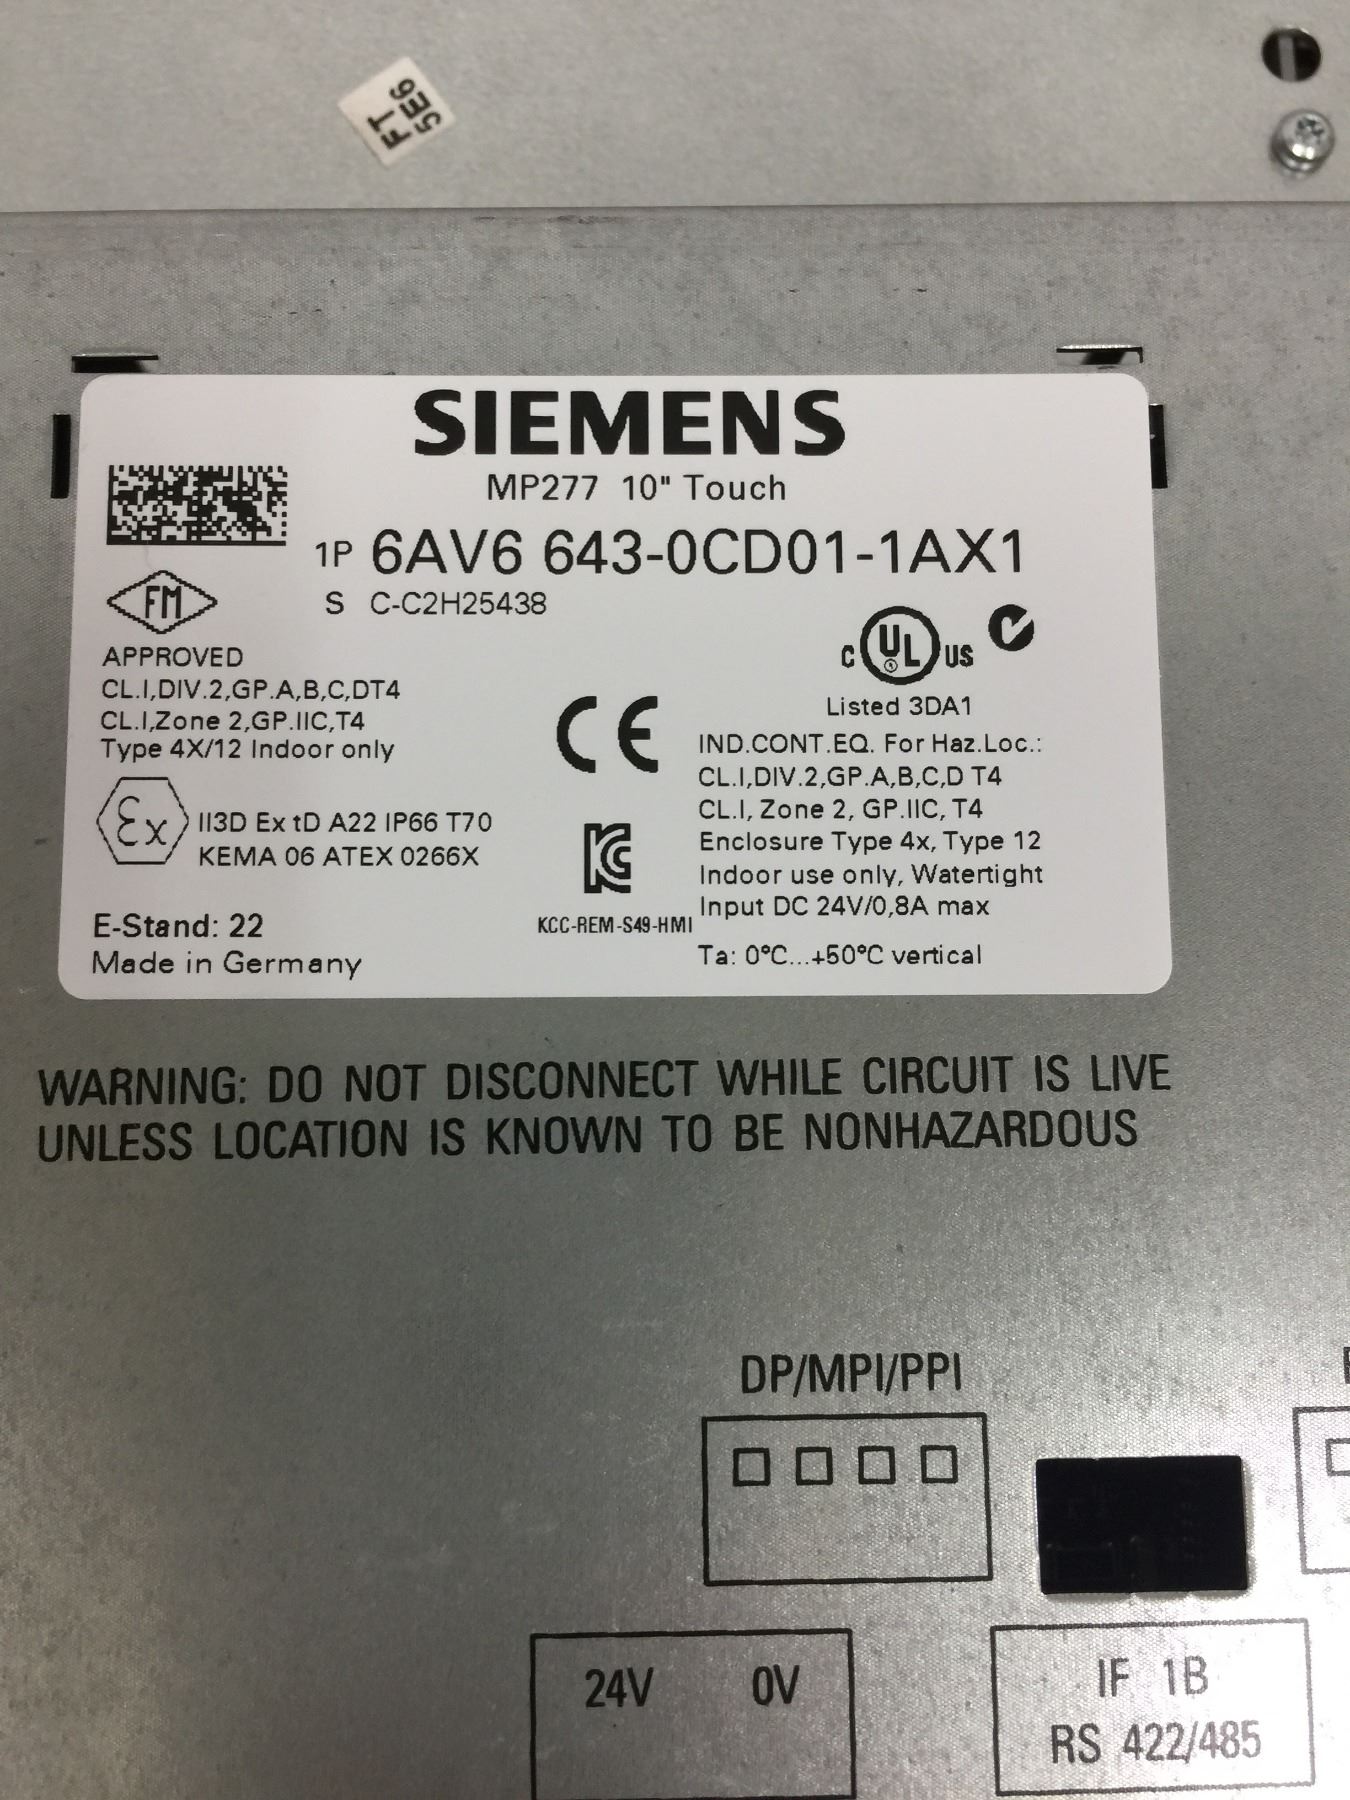 FT
5E6
SIEMENS
MP277 10" Touch
1P 6AV6 643-0CD01-1AX1
S C-C2H25438
FM
APPROVED
CL.I,DIV.2,GP.A,B,C,DT4
CL.I,Zone 2,GP.IIC,T4
Type 4X/12 Indoor only
Ex II3D Ex tD A22 IP66 T70
KEMA 06 ATEX 0266X
E-Stand: 22
Made in Germany
CE
KC
KCC-REM-S49-HMI
C UL US
Listed 3DA1
IND.CONT.EQ. For Haz.Loc.:
CL.I,DIV.2,GP.A,B,C,D T4
CL.I, Zone 2, GP.IIC, T4
Enclosure Type 4x, Type 12
Indoor use only, Watertight
Input DC 24V/0,8A max
Ta: 0°C...+50°C vertical
WARNING: DO NOT DISCONNECT WHILE CIRCUIT IS LIVE
UNLESS LOCATION IS KNOWN TO BE NONHAZARDOUS
DP/MPI/PPI
24V 0V
IF 1B
RS 422/485